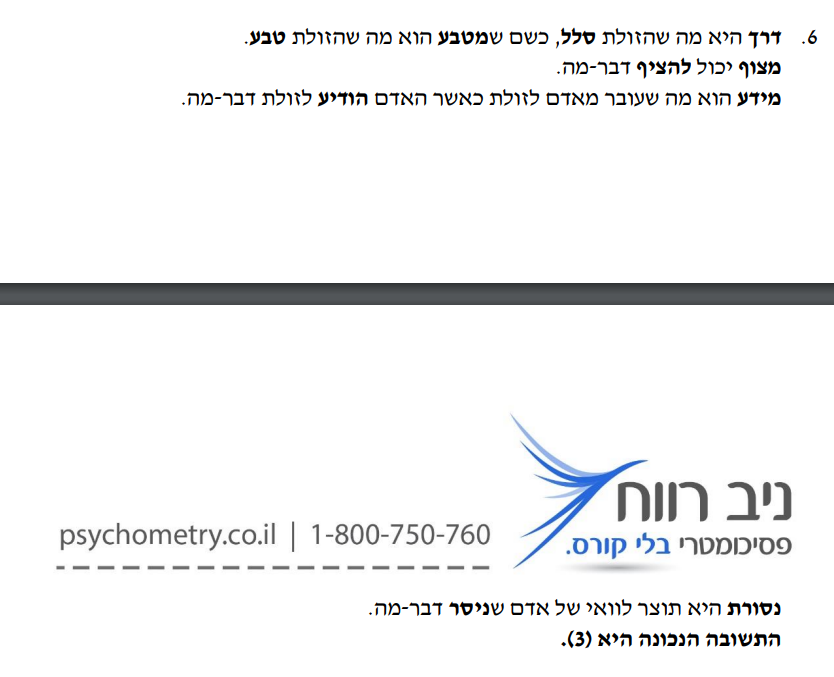 6. דרך היא מה שהזולת סלל, כשם שמטבע הוא מה שהזולת טבע.
מצוף יכול להציף דבר-מה.
מידע הוא מה שעובר מאדם לזולת כאשר האדם הודיע לזולת דבר-מה.
ניב רווח
פסיכומטרי בלי קורס.
psychometry.co.il | 1-800-750-760
נסורת היא תוצר לוואי של אדם שניסר דבר-מה.
התשובה הנכונה היא (3).